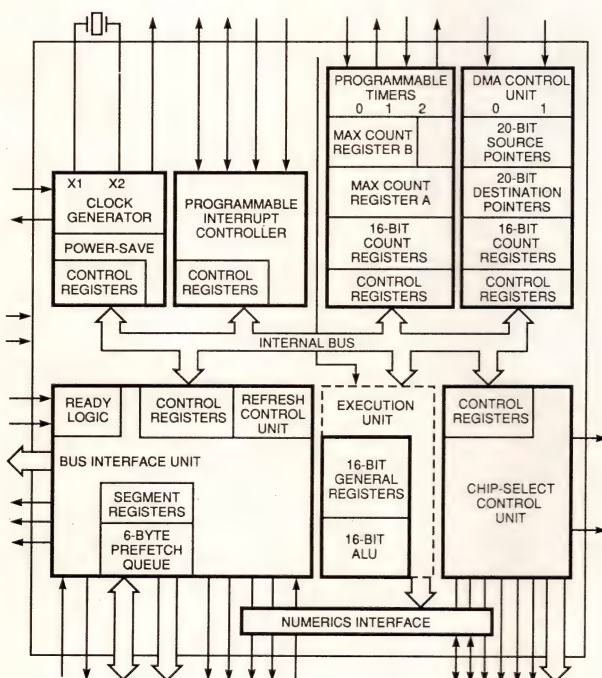 PROGRAMMABLE
TIMERS
0 1 2
MAX COUNT
REGISTER B
MAX COUNT
REGISTER A
16-BIT
COUNT
REGISTERS
CONTROL
REGISTERS
DMA CONTROL
UNIT
0 1
20-BIT
SOURCE
POINTERS
20-BIT
DESTINATION
POINTERS
16-BIT
COUNT
REGISTERS
CONTROL
REGISTERS
X1 X2
CLOCK
GENERATOR
POWER-SAVE
CONTROL
REGISTERS
PROGRAMMABLE
INTERRUPT
CONTROLLER
CONTROL
REGISTERS
INTERNAL BUS
READY
LOGIC
CONTROL
REGISTERS
REFRESH
CONTROL
UNIT
BUS INTERFACE UNIT
SEGMENT
REGISTERS
6-BYTE
PREFETCH
QUEUE
EXECUTION
UNIT
16-BIT
GENERAL
REGISTERS
16-BIT
ALU
CONTROL
REGISTERS
CHIP-SELECT
CONTROL
UNIT
NUMERICS INTERFACE